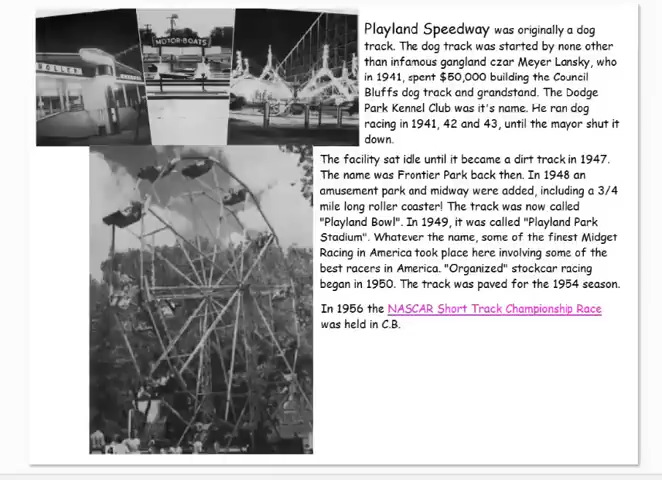 ROLLER
MOTOR-BOATS
Playland Speedway was originally a dog
track. The dog track was started by none other
than infamous gangland czar Meyer Lansky, who
in 1941, spent $50,000 building the Council
Bluffs dog track and grandstand. The Dodge
Park Kennel Club was it's name. He ran dog
racing in 1941, 42 and 43, until the mayor shut it
down.
The facility sat idle until it became a dirt track in 1947.
The name was Frontier Park back then. In 1948 an
amusement park and midway were added, including a 3/4
mile long roller coaster! The track was now called
"Playland Bowl". In 1949, it was called "Playland Park
Stadium". Whatever the name, some of the finest Midget
Racing in America took place here involving some of the
best racers in America. "Organized" stockcar racing
began in 1950. The track was paved for the 1954 season.
In 1956 the NASCAR Short Track Championship Race
was held in C.B.